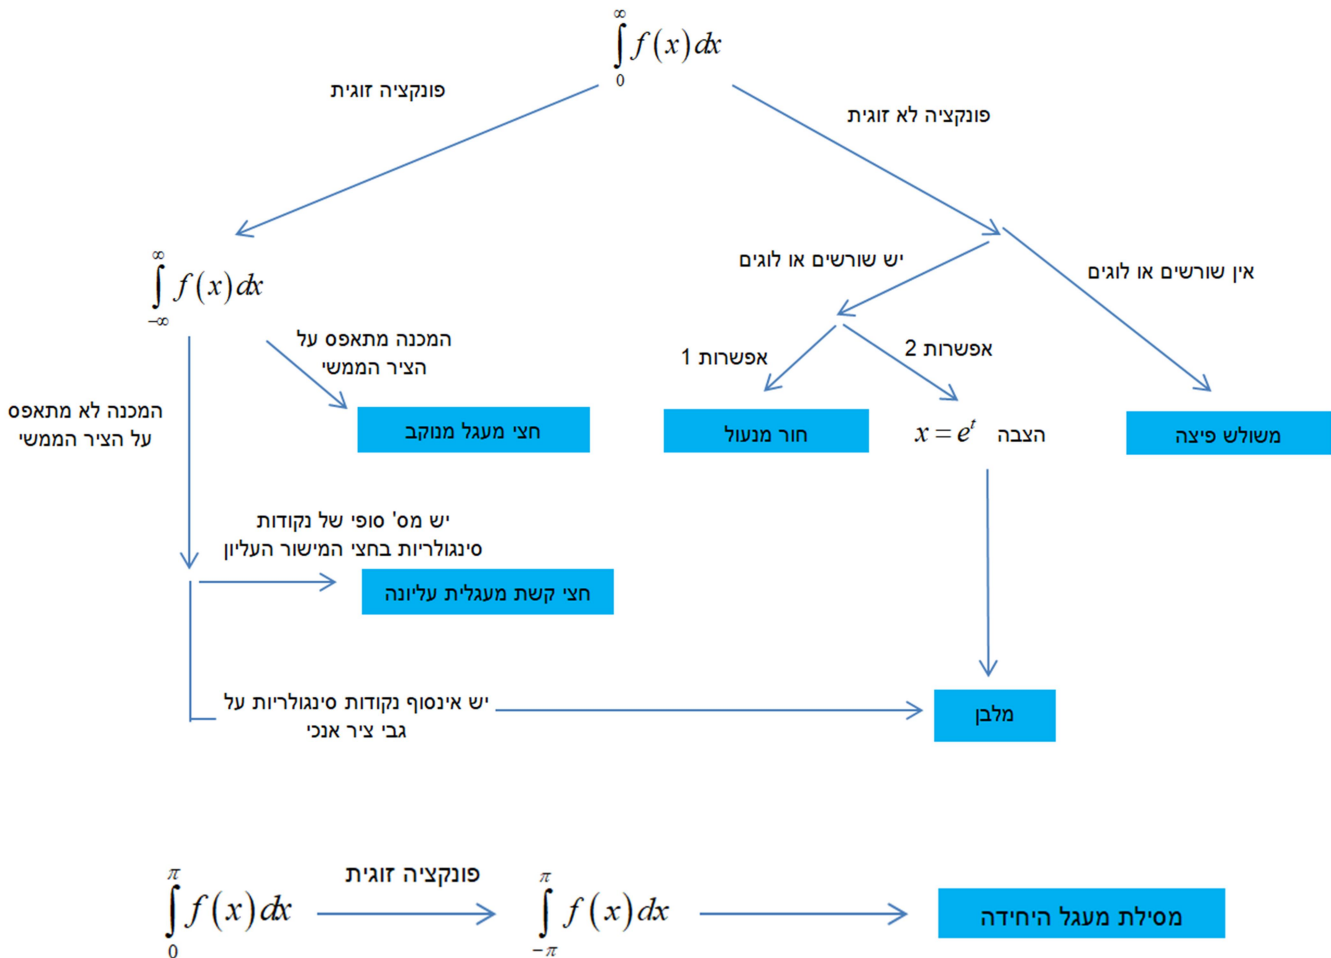 ∫₀^∞ f(x)dx
פונקציה זוגית
פונקציה לא זוגית
∫₋∞^∞ f(x)dx
יש שורשים או לוגים
אין שורשים או לוגים
המכנה מתאפס על
הציר הממשי
אפשרות 1
אפשרות 2
המכנה לא מתאפס
על הציר הממשי
חצי מעגל מנוקב
חור מנעול
הצבה x = eᵗ
משולש פיצה
יש מס' סופי של נקודות
סינגולריות בחצי המישור העליון
חצי קשת מעגלית עליונה
יש אינסוף נקודות סינגולריות על
גבי ציר אנכי
מלבן
∫₀^π f(x)dx
פונקציה זוגית
∫₋π^π f(x)dx
מסילת מעגל היחידה